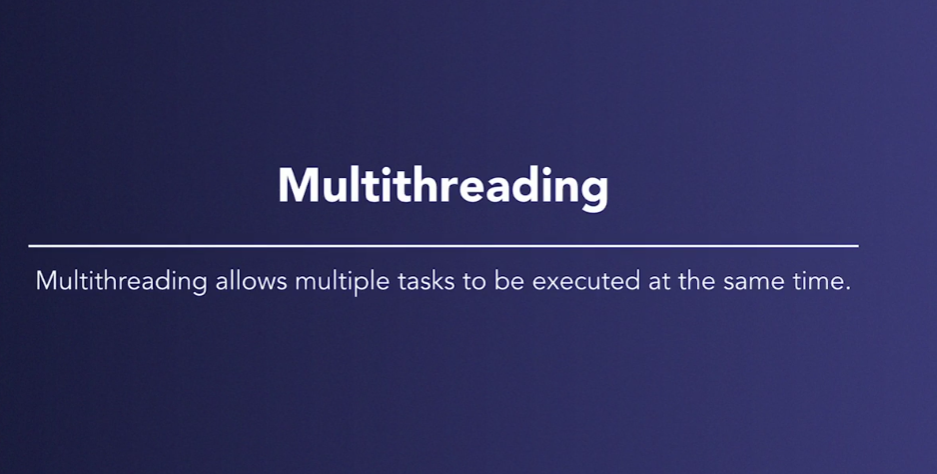 Multithreading
Multithreading allows multiple tasks to be executed at the same time.